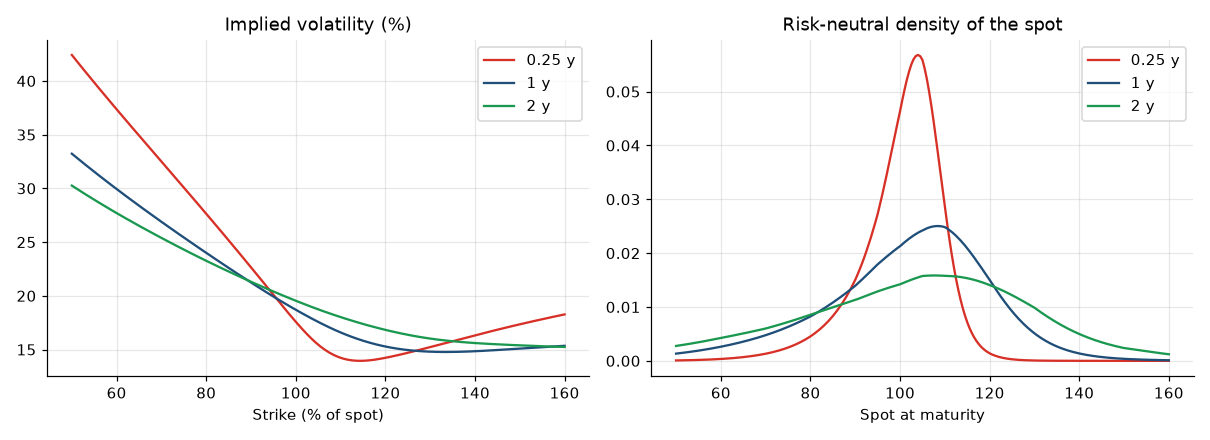 Implied volatility (%)
40
35
30
25
20
15
60
80
100
120
140
160
Strike (% of spot)
0.25 y
1 y
2 y
Risk-neutral density of the spot
0.05
0.04
0.03
0.02
0.01
0.00
60
80
100
120
140
160
Spot at maturity
0.25 y
1 y
2 y